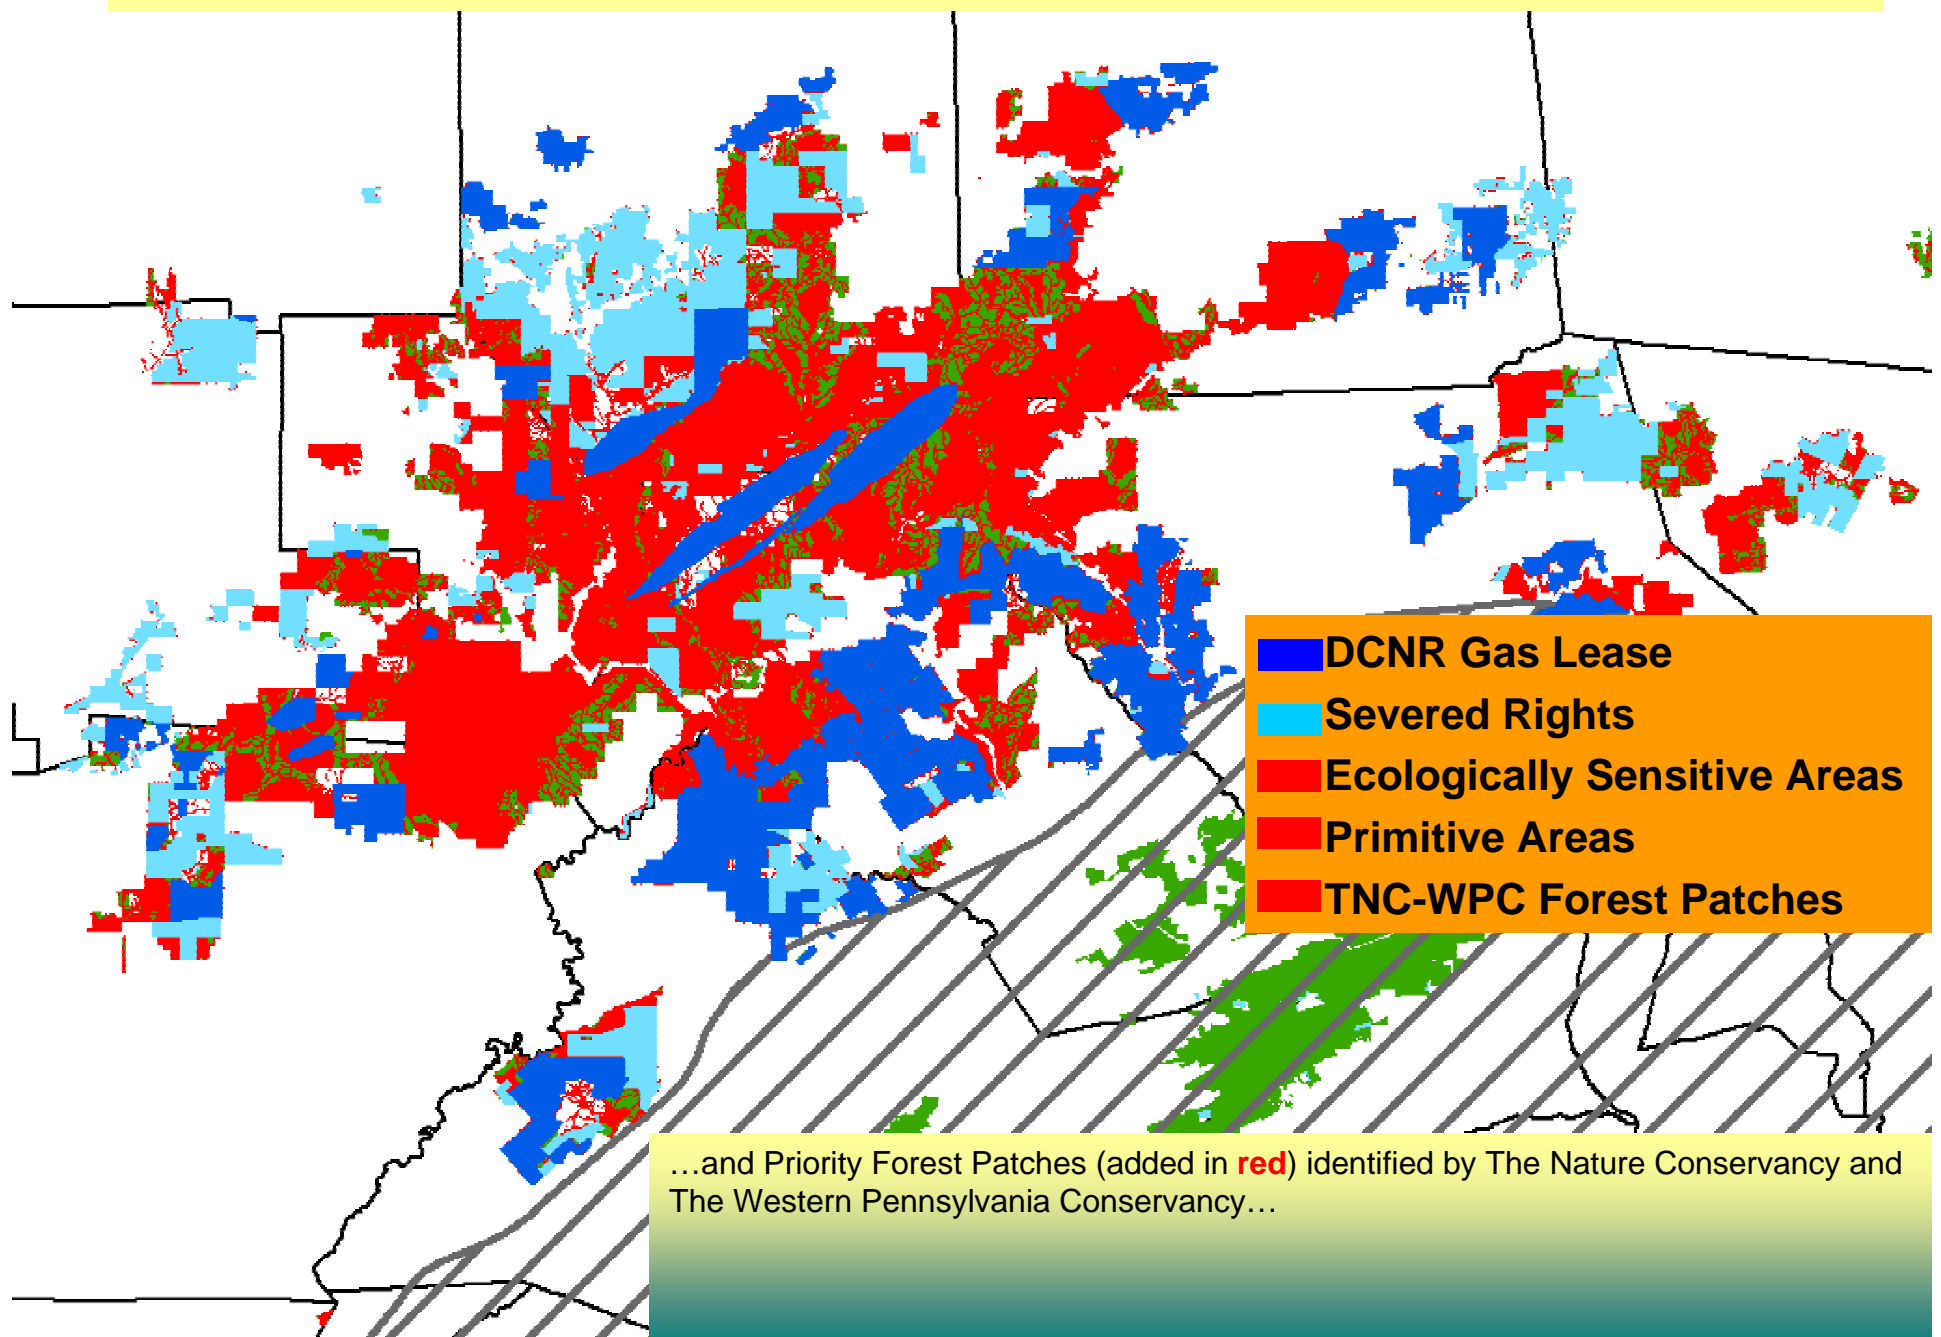 DCNR Gas Lease
Severed Rights
Ecologically Sensitive Areas
Primitive Areas
TNC-WPC Forest Patches
…and Priority Forest Patches (added in red) identified by The Nature Conservancy and
The Western Pennsylvania Conservancy…